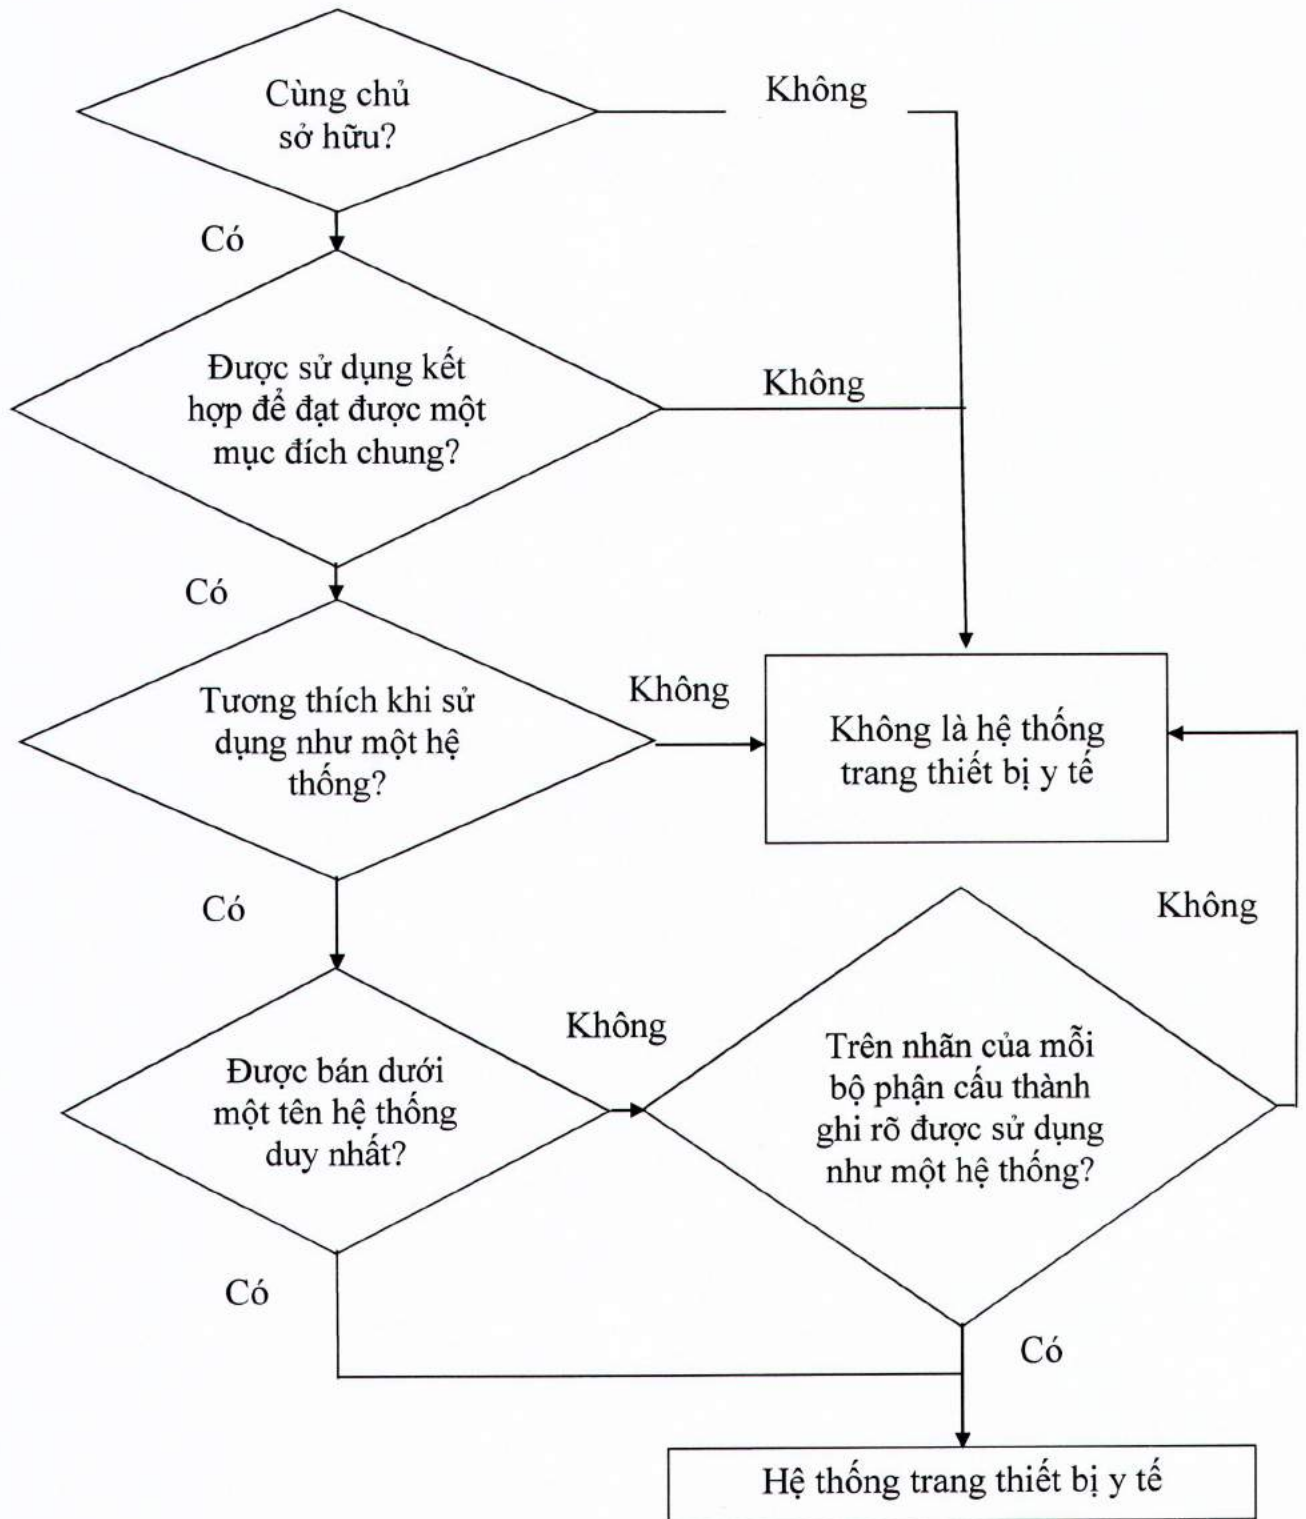 Cùng chủ
sở hữu?
Không
Có
Được sử dụng kết
hợp để đạt được một
mục đích chung?
Không
Có
Tương thích khi sử
dụng như một hệ
thống?
Không
Không là hệ thống
trang thiết bị y tế
Có
Không
Được bán dưới
một tên hệ thống
duy nhất?
Không
Trên nhãn của mỗi
bộ phận cấu thành
ghi rõ được sử dụng
như một hệ thống?
Có
Có
Hệ thống trang thiết bị y tế